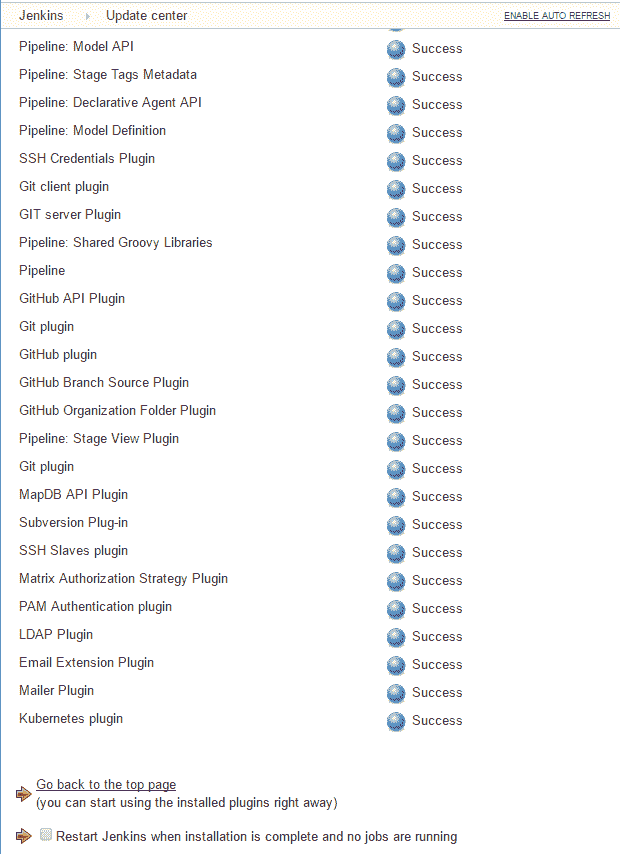 Jenkins Update center ENABLE AUTO REFRESH
Pipeline: Model API Success
Pipeline: Stage Tags Metadata Success
Pipeline: Declarative Agent API Success
Pipeline: Model Definition Success
SSH Credentials Plugin Success
Git client plugin Success
GIT server Plugin Success
Pipeline: Shared Groovy Libraries Success
Pipeline Success
GitHub API Plugin Success
Git plugin Success
GitHub plugin Success
GitHub Branch Source Plugin Success
GitHub Organization Folder Plugin Success
Pipeline: Stage View Plugin Success
Git plugin Success
MapDB API Plugin Success
Subversion Plug-in Success
SSH Slaves plugin Success
Matrix Authorization Strategy Plugin Success
PAM Authentication plugin Success
LDAP Plugin Success
Email Extension Plugin Success
Mailer Plugin Success
Kubernetes plugin Success
Go back to the top page
(you can start using the installed plugins right away)
Restart Jenkins when installation is complete and no jobs are running